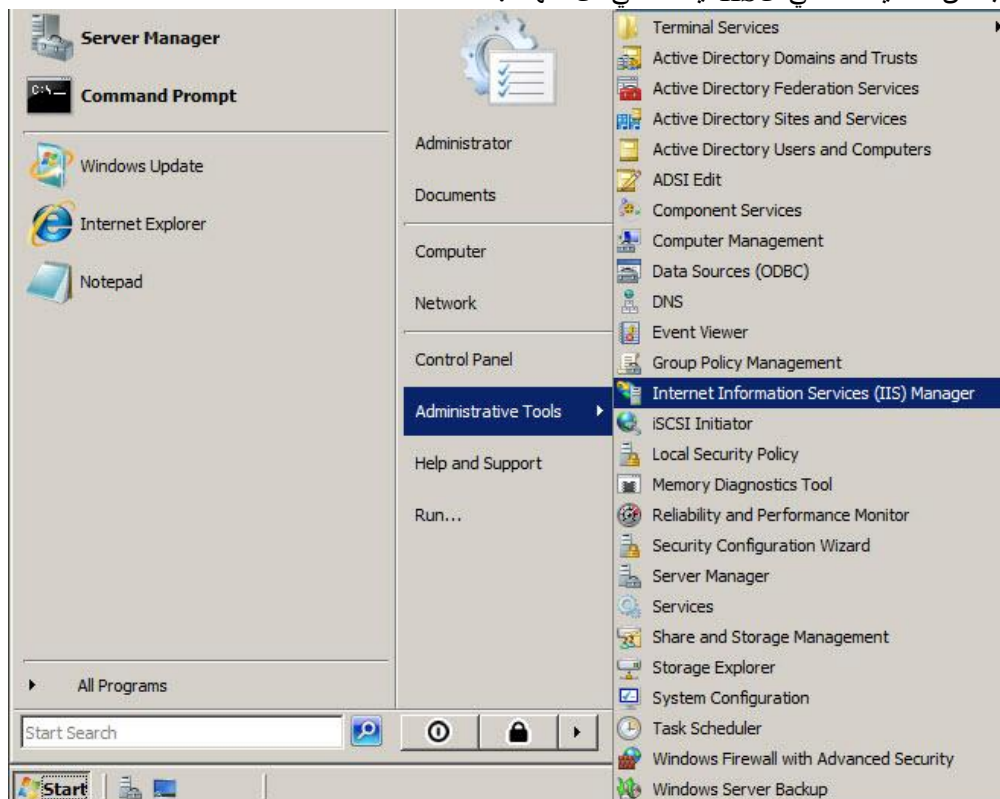 IIS
Server Manager
Command Prompt
Windows Update
Internet Explorer
Notepad
All Programs
Start Search
Start
Administrator
Documents
Computer
Network
Control Panel
Administrative Tools
Help and Support
Run...
Terminal Services
Active Directory Domains and Trusts
Active Directory Federation Services
Active Directory Sites and Services
Active Directory Users and Computers
ADSI Edit
Component Services
Computer Management
Data Sources (ODBC)
DNS
Event Viewer
Group Policy Management
Internet Information Services (IIS) Manager
iSCSI Initiator
Local Security Policy
Memory Diagnostics Tool
Reliability and Performance Monitor
Security Configuration Wizard
Server Manager
Services
Share and Storage Management
Storage Explorer
System Configuration
Task Scheduler
Windows Firewall with Advanced Security
Windows Server Backup